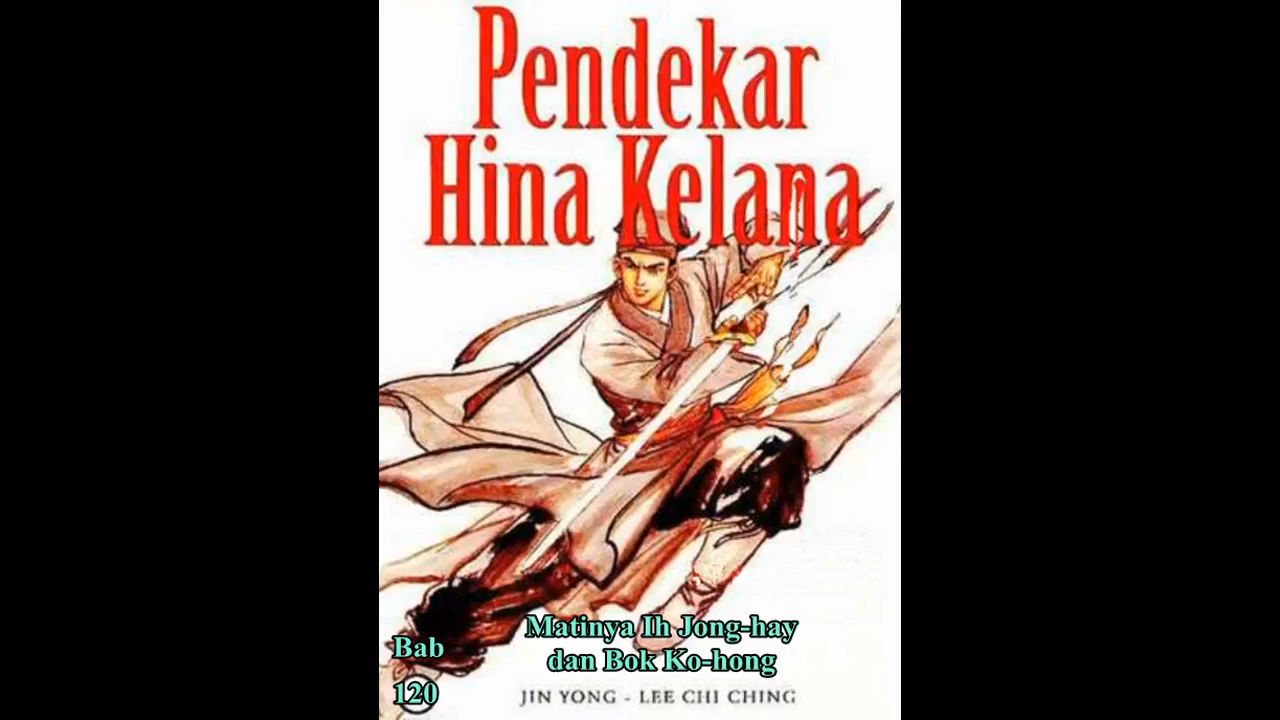 Pendekar
Hina Kelana
Matinya Ih Jong-hay
dan Bok Ko-hong
Bab
120
JIN YONG - LEE CHI CHING